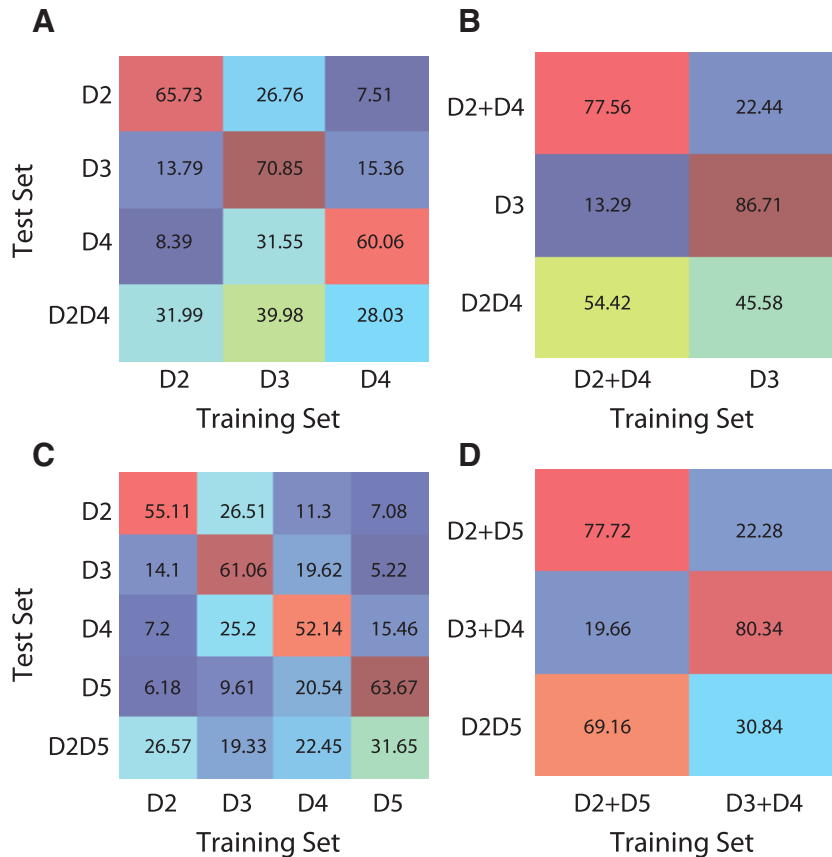 A
D2 65.73 26.76 7.51
D3 13.79 70.85 15.36
D4 8.39 31.55 60.06
D2D4 31.99 39.98 28.03
D2 D3 D4
Test Set
Training Set
B
D2+D4 77.56 22.44
D3 13.29 86.71
D2D4 54.42 45.58
D2+D4 D3
Training Set
C
D2 55.11 26.51 11.3 7.08
D3 14.1 61.06 19.62 5.22
D4 7.2 25.2 52.14 15.46
D5 6.18 9.61 20.54 63.67
D2D5 26.57 19.33 22.45 31.65
D2 D3 D4 D5
Test Set
Training Set
D
D2+D5 77.72 22.28
D3+D4 19.66 80.34
D2D5 69.16 30.84
D2+D5 D3+D4
Training Set